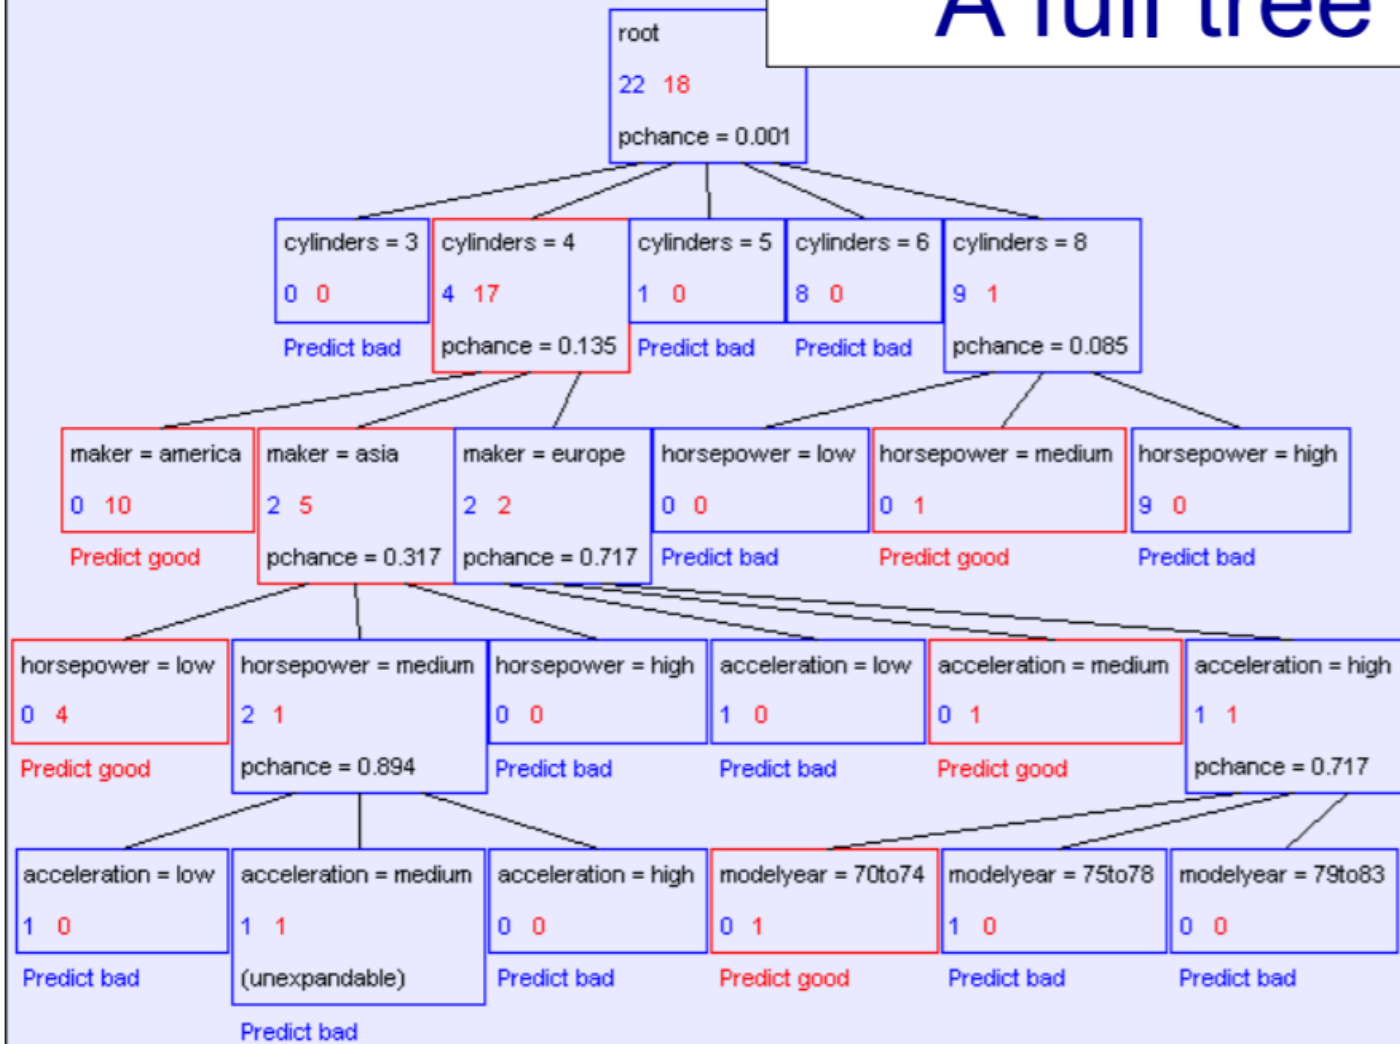 A full tree
root
22 18
pchance = 0.001
cylinders = 3 cylinders = 4 cylinders = 5 cylinders = 6 cylinders = 8
0 0 4 17 1 0 8 0 9 1
Predict bad pchance = 0.135 Predict bad Predict bad pchance = 0.085
maker = america maker = asia maker = europe horsepower = low horsepower = medium horsepower = high
0 10 2 5 2 2 0 0 0 1 9 0
Predict good pchance = 0.317 pchance = 0.717 Predict bad Predict good Predict bad
horsepower = low horsepower = medium horsepower = high acceleration = low acceleration = medium acceleration = high
0 4 2 1 0 0 1 0 0 1 1 1
Predict good pchance = 0.894 Predict bad Predict bad Predict good pchance = 0.717
acceleration = low acceleration = medium acceleration = high modelyear = 70to74 modelyear = 75to78 modelyear = 79to83
1 0 1 1 0 0 0 1 1 0 0 0
Predict bad (unexpandable) Predict bad Predict good Predict bad Predict bad
Predict bad